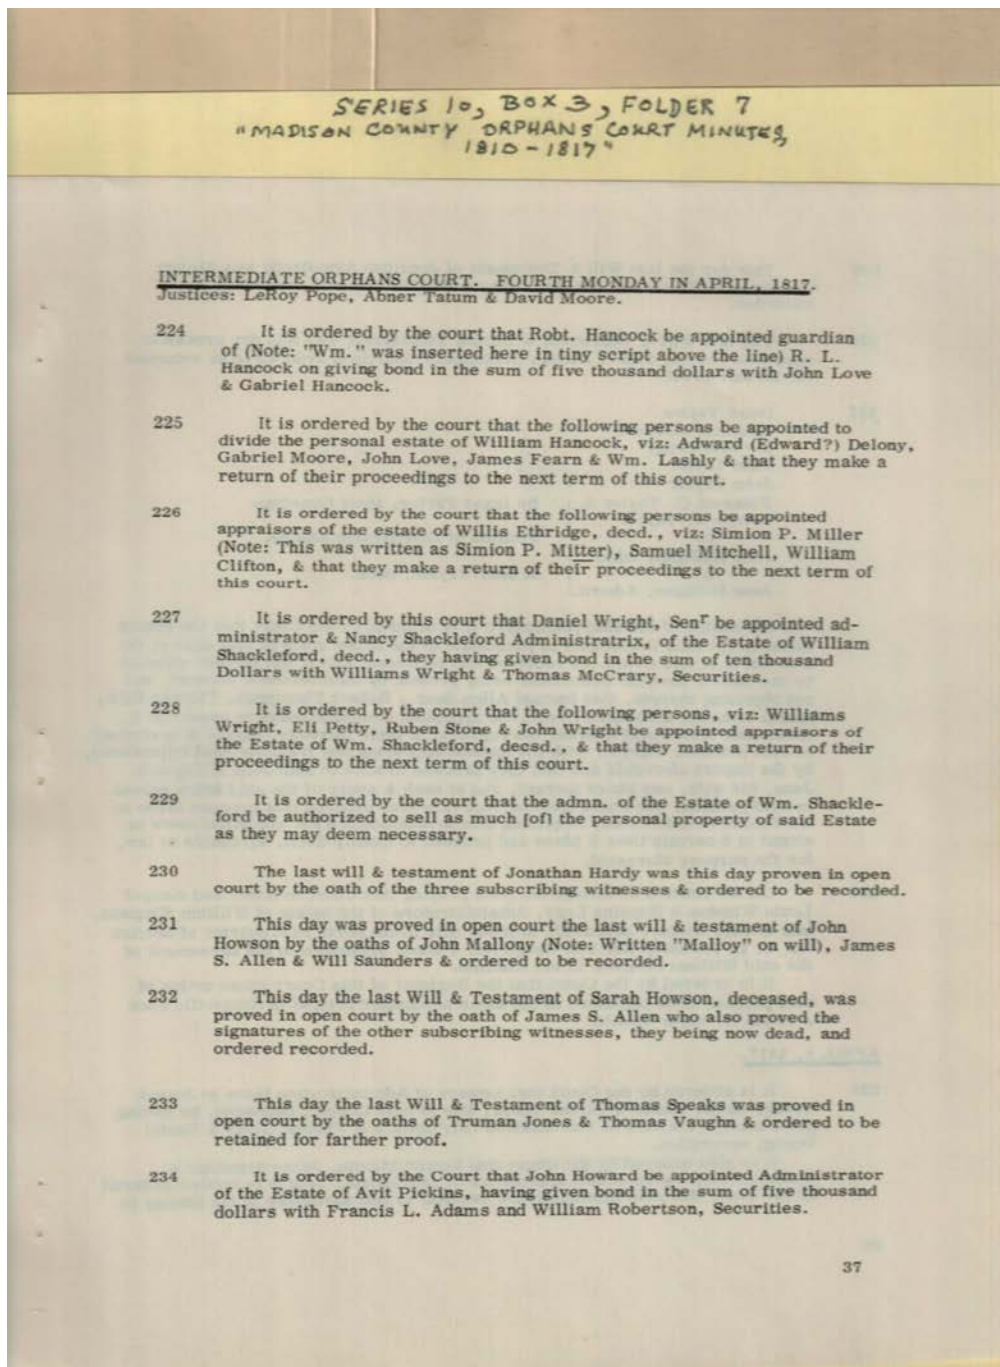 SERIES 10, BOX 3, FOLDER 7
"MADISON COUNTY ORPHANS COURT MINUTES,
1810-1817"
INTERMEDIATE ORPHANS COURT. FOURTH MONDAY IN APRIL, 1817.
Justices: LeRoy Pope, Abner Tatum & David Moore.
224 It is ordered by the court that Robt. Hancock be appointed guardian
of (Note: "Wm." was inserted here in tiny script above the line) R. L.
Hancock on giving bond in the sum of five thousand dollars with John Love
& Gabriel Hancock.
225 It is ordered by the court that the following persons be appointed to
divide the personal estate of William Hancock, viz: Adward (Edward?) Delony,
Gabriel Moore, John Love, James Fearn & Wm. Lashly & that they make a
return of their proceedings to the next term of this court.
226 It is ordered by the court that the following persons be appointed
appraisors of the estate of Willis Ethridge, decd., viz: Simion P. Miller
(Note: This was written as Simion P. Mitter), Samuel Mitchell, William
Clifton, & that they make a return of their proceedings to the next term of
this court.
227 It is ordered by this court that Daniel Wright, Senr be appointed ad-
ministrator & Nancy Shackleford Administratrix, of the Estate of William
Shackleford, decd., they having given bond in the sum of ten thousand
Dollars with Williams Wright & Thomas McCrary, Securities.
228 It is ordered by the court that the following persons, viz: Williams
Wright, Eli Petty, Ruben Stone & John Wright be appointed appraisors of
the Estate of Wm. Shackleford, decsd., & that they make a return of their
proceedings to the next term of this court.
229 It is ordered by the court that the admn. of the Estate of Wm. Shackle-
ford be authorized to sell as much [of] the personal property of said Estate
as they may deem necessary.
230 The last will & testament of Jonathan Hardy was this day proven in open
court by the oath of the three subscribing witnesses & ordered to be recorded.
231 This day was proved in open court the last will & testament of John
Howson by the oaths of John Mallony (Note: Written "Malloy" on will), James
S. Allen & Will Saunders & ordered to be recorded.
232 This day the last Will & Testament of Sarah Howson, deceased, was
proved in open court by the oath of James S. Allen who also proved the
signatures of the other subscribing witnesses, they being now dead, and
ordered recorded.
233 This day the last Will & Testament of Thomas Speaks was proved in
open court by the oaths of Truman Jones & Thomas Vaughn & ordered to be
retained for farther proof.
234 It is ordered by the Court that John Howard be appointed Administrator
of the Estate of Avit Pickins, having given bond in the sum of five thousand
dollars with Francis L. Adams and William Robertson, Securities.
37